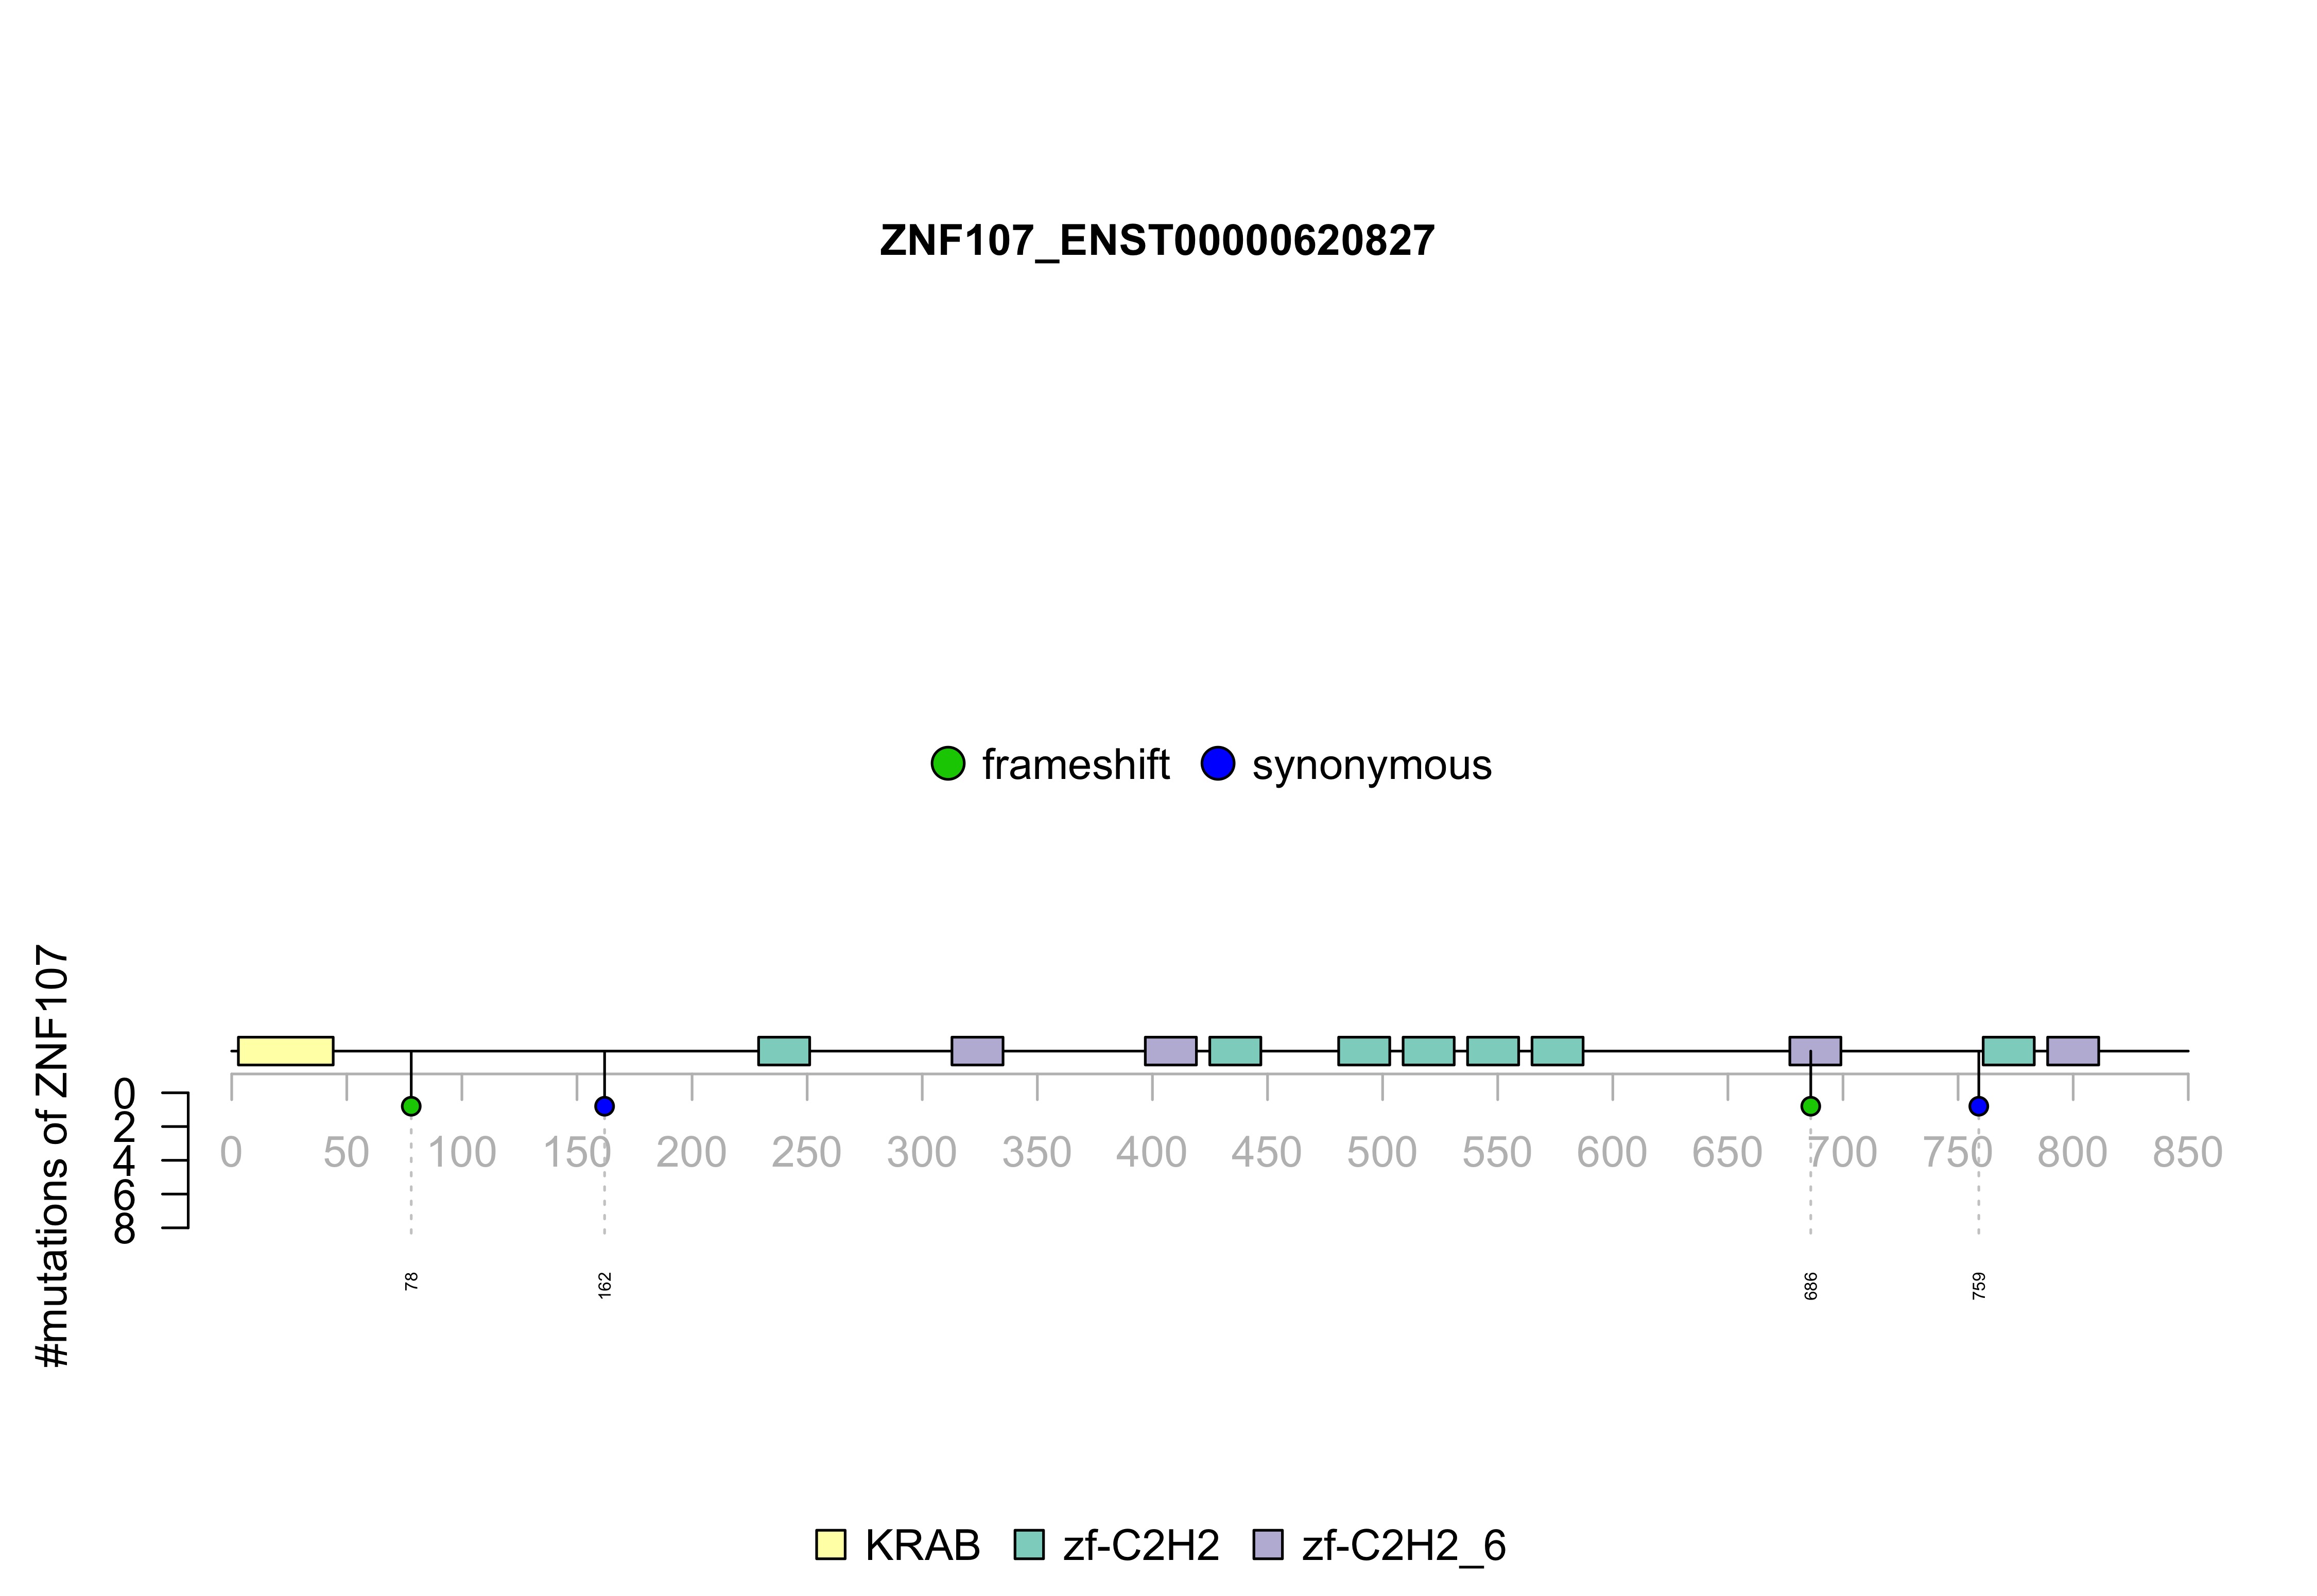 ZNF107_ENST00000620827
frameshift synonymous
#mutations of ZNF107
0
2
4
6
8
0 50 100 150 200 250 300 350 400 450 500 550 600 650 700 750 800 850
78 162 686 759
KRAB zf-C2H2 zf-C2H2_6